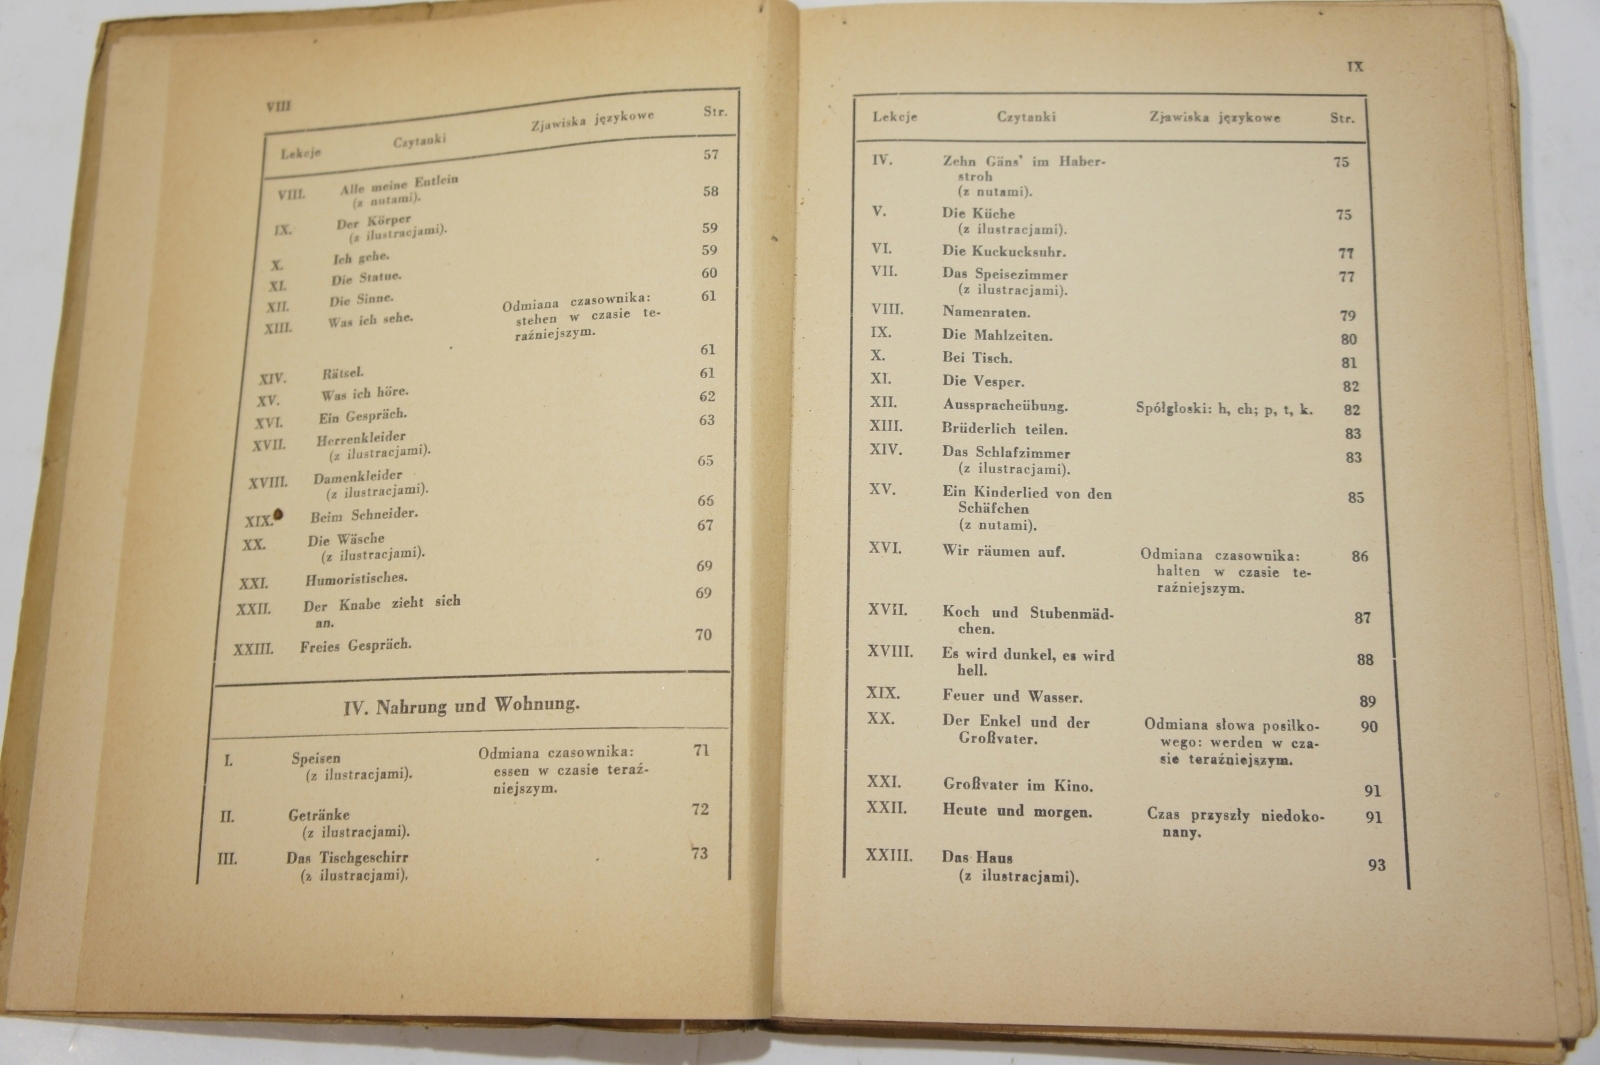 VIII
Lekcje Czytanki Zjawiska językowe Str.
VIII. Alle meine Entlein 57
(z nutami).
IX. Der Körper 58
(z ilustracjami).
X. Ich gehe. 59
XI. Die Statue. 59
XII. Die Sinne. 60
XIII. Was ich sehe. Odmiana czasownika: 61
stehen w czasie te-
raźniejszym.
XIV. Rätsel. 61
XV. Was ich höre. 61
XVI. Ein Gespräch. 62
XVII. Herrenkleider 63
(z ilustracjami).
XVIII. Damenkleider 65
(z ilustracjami).
XIX. Beim Schneider. 66
XX. Die Wäsche 67
(z ilustracjami).
XXI. Humoristisches. 69
XXII. Der Knabe zieht sich 69
an.
XXIII. Freies Gespräch. 70
IV. Nahrung und Wohnung.
I. Speisen Odmiana czasownika: 71
(z ilustracjami). essen w czasie teraź-
niejszym.
II. Getränke 72
(z ilustracjami).
III. Das Tischgeschirr 73
(z ilustracjami).
IX
Lekcje Czytanki Zjawiska językowe Str.
IV. Zehn Gäns' im Haber- 75
stroh
(z nutami).
V. Die Küche 75
(z ilustracjami).
VI. Die Kuckucksuhr. 77
VII. Das Speisezimmer 77
(z ilustracjami).
VIII. Namenraten. 79
IX. Die Mahlzeiten. 80
X. Bei Tisch. 81
XI. Die Vesper. 82
XII. Ausspracheübung. Spółgłoski: h, ch; p, t, k. 82
XIII. Brüderlich teilen. 83
XIV. Das Schlafzimmer 83
(z ilustracjami).
XV. Ein Kinderlied von den 85
Schäfchen
(z nutami).
XVI. Wir räumen auf. Odmiana czasownika: 86
halten w czasie te-
raźniejszym.
XVII. Koch und Stubenmäd- 87
chen.
XVIII. Es wird dunkel, es wird 88
hell.
XIX. Feuer und Wasser. 89
XX. Der Enkel und der Odmiana słowa posiłko- 90
Großvater. wego: werden w cza-
sie teraźniejszym.
XXI. Großvater im Kino. 91
XXII. Heute und morgen. Czas przyszły niedoko- 91
nany.
XXIII. Das Haus 93
(z ilustracjami).